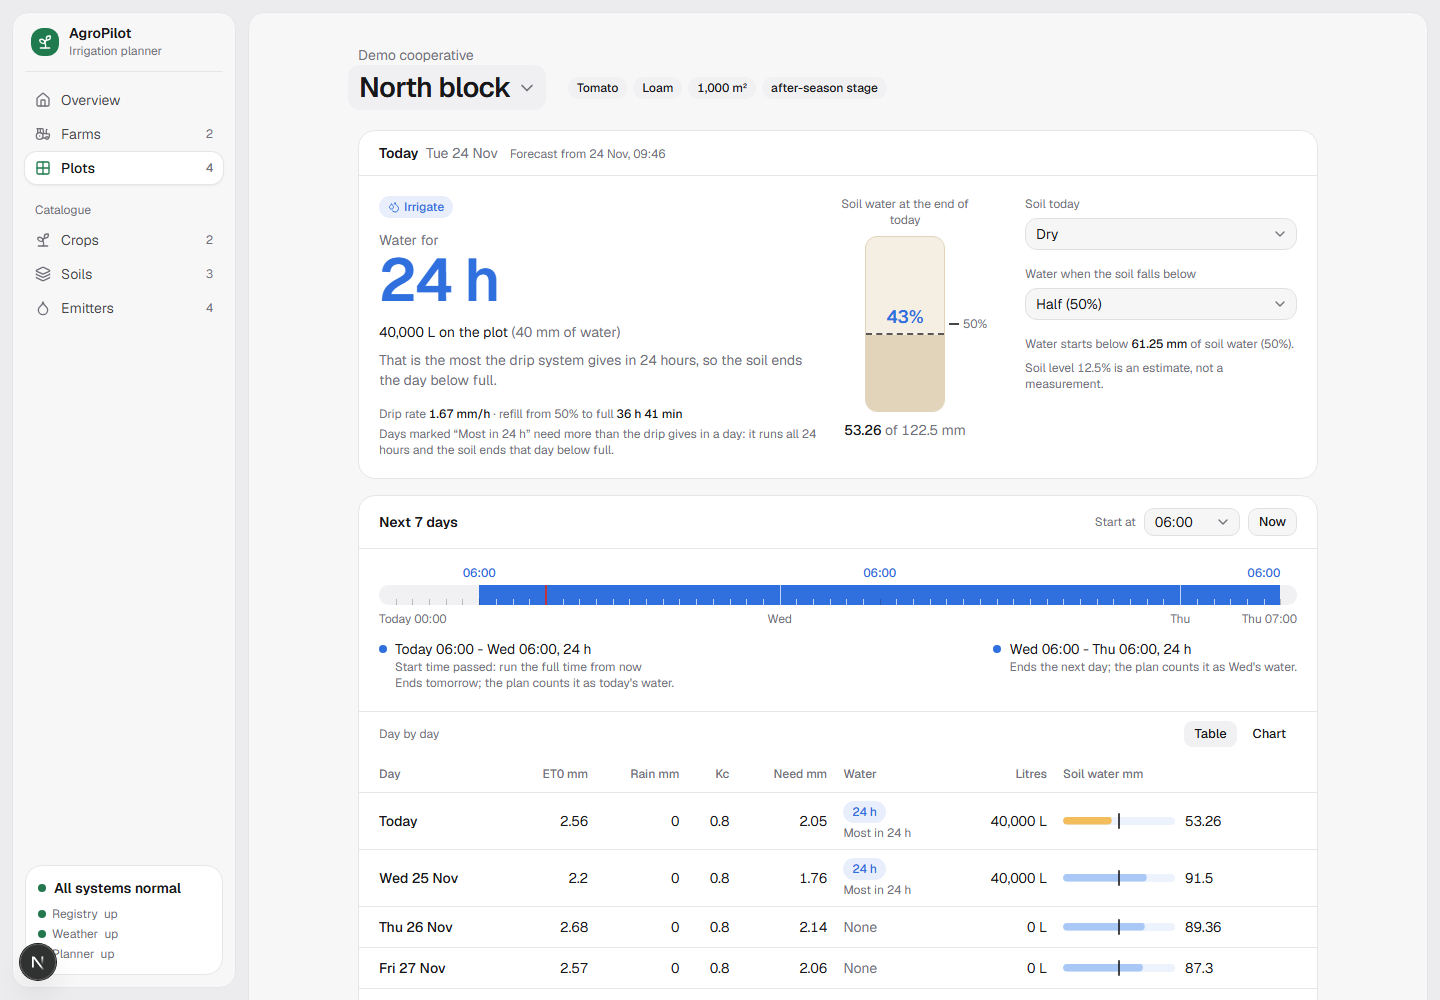 AgroPilot
Irrigation planner
Overview
Farms 2
Plots 4
Catalogue
Crops 2
Soils 3
Emitters 4
All systems normal
Registry up
Weather up
Planner up
N
Demo cooperative
North block
Tomato
Loam
1,000 m²
after-season stage
Today Tue 24 Nov Forecast from 24 Nov, 09:46
Irrigate
Water for
24 h
40,000 L on the plot (40 mm of water)
That is the most the drip system gives in 24 hours, so the soil ends
the day below full.
Drip rate 1.67 mm/h · refill from 50% to full 36 h 41 min
Days marked “Most in 24 h” need more than the drip gives in a day: it runs all 24
hours and the soil ends that day below full.
Soil water at the end of
today
43%
50%
53.26 of 122.5 mm
Soil today
Dry
Water when the soil falls below
Half (50%)
Water starts below 61.25 mm of soil water (50%).
Soil level 12.5% is an estimate, not a
measurement.
Next 7 days
Start at 06:00 Now
06:00 06:00 06:00
Today 00:00 Wed Thu Thu 07:00
Today 06:00 - Wed 06:00, 24 h
Start time passed: run the full time from now
Ends tomorrow; the plan counts it as today's water.
Wed 06:00 - Thu 06:00, 24 h
Ends the next day; the plan counts it as Wed's water.
Day by day
Table Chart
Day ET0 mm Rain mm Kc Need mm Water Litres Soil water mm
Today 2.56 0 0.8 2.05 24 h 40,000 L 53.26
Most in 24 h
Wed 25 Nov 2.2 0 0.8 1.76 24 h 40,000 L 91.5
Most in 24 h
Thu 26 Nov 2.68 0 0.8 2.14 None 0 L 89.36
Fri 27 Nov 2.57 0 0.8 2.06 None 0 L 87.3